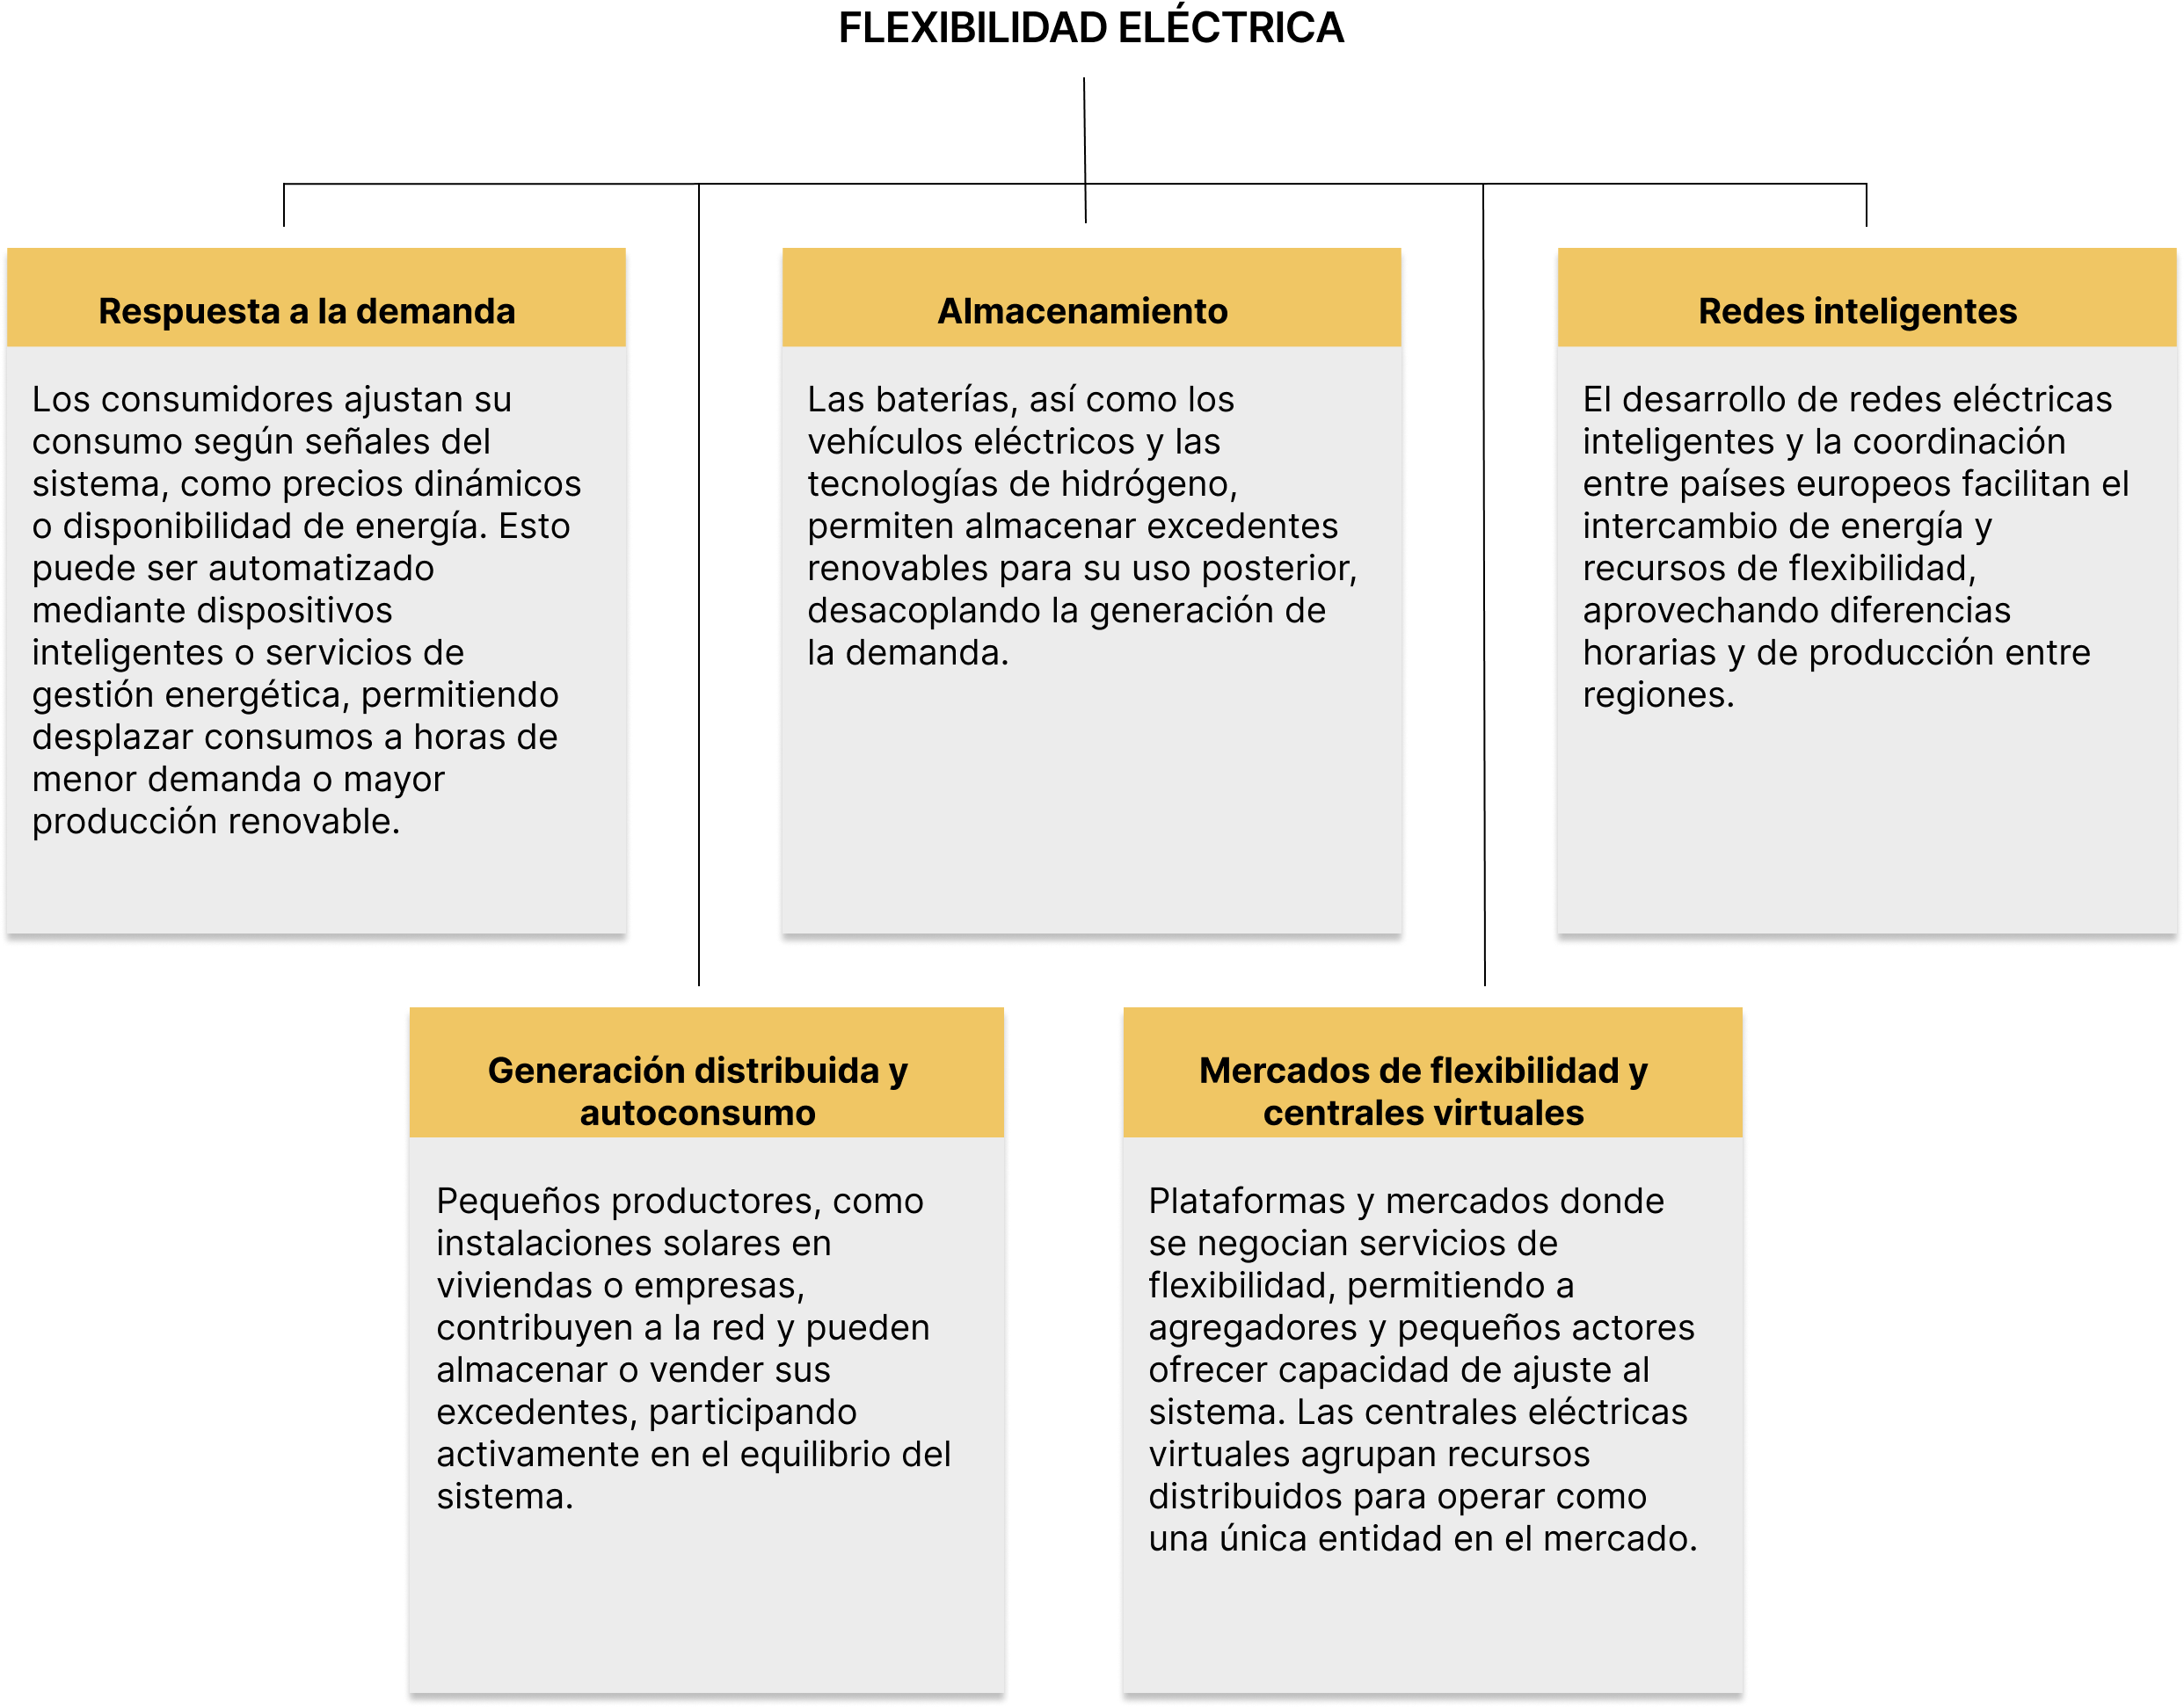 FLEXIBILIDAD ELÉCTRICA
Respuesta a la demanda
Los consumidores ajustan su
consumo según señales del
sistema, como precios dinámicos
o disponibilidad de energía. Esto
puede ser automatizado
mediante dispositivos
inteligentes o servicios de
gestión energética, permitiendo
desplazar consumos a horas de
menor demanda o mayor
producción renovable.
Almacenamiento
Las baterías, así como los
vehículos eléctricos y las
tecnologías de hidrógeno,
permiten almacenar excedentes
renovables para su uso posterior,
desacoplando la generación de
la demanda.
Redes inteligentes
El desarrollo de redes eléctricas
inteligentes y la coordinación
entre países europeos facilitan el
intercambio de energía y
recursos de flexibilidad,
aprovechando diferencias
horarias y de producción entre
regiones.
Generación distribuida y
autoconsumo
Pequeños productores, como
instalaciones solares en
viviendas o empresas,
contribuyen a la red y pueden
almacenar o vender sus
excedentes, participando
activamente en el equilibrio del
sistema.
Mercados de flexibilidad y
centrales virtuales
Plataformas y mercados donde
se negocian servicios de
flexibilidad, permitiendo a
agregadores y pequeños actores
ofrecer capacidad de ajuste al
sistema. Las centrales eléctricas
virtuales agrupan recursos
distribuidos para operar como
una única entidad en el mercado.